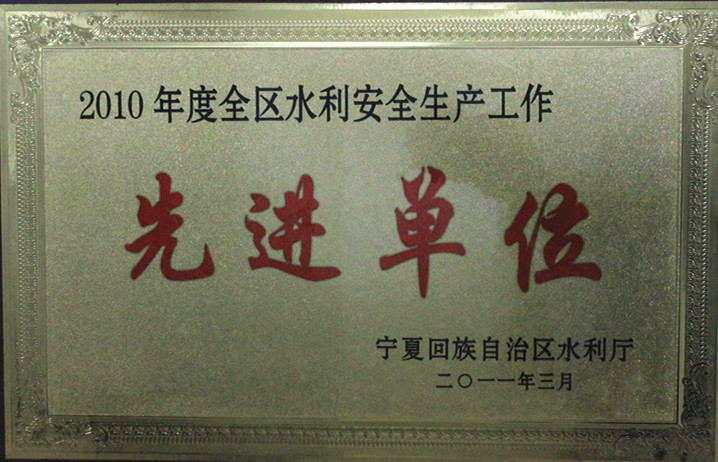 2010年度全区水利安全生产工作
先进单位
宁夏回族自治区水利厅
二〇一一年三月